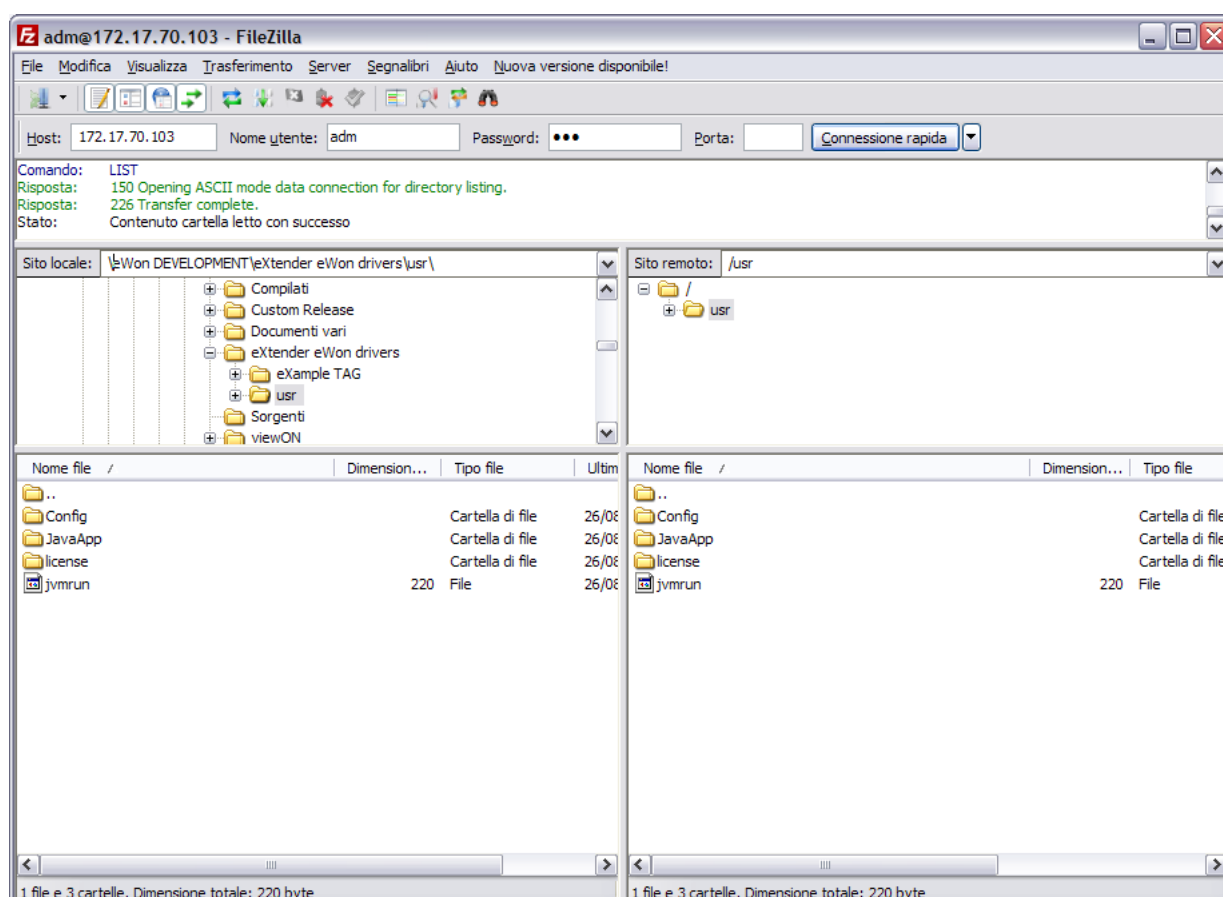 adm@172.17.70.103 - FileZilla
File Modifica Visualizza Trasferimento Server Segnalibri Aiuto Nuova versione disponibile!
Host: 172.17.70.103 Nome utente: adm Password: ●●● Porta: Connessione rapida
Comando: LIST
Risposta: 150 Opening ASCII mode data connection for directory listing.
Risposta: 226 Transfer complete.
Stato: Contenuto cartella letto con successo
Sito locale: \eWon DEVELOPMENT\eXtender eWon drivers\usr\
Compilati
Custom Release
Documenti vari
eXtender eWon drivers
eXample TAG
usr
Sorgenti
viewON
Sito remoto: /usr
/
usr
Nome file / Dimension... Tipo file Ultim
..
Config Cartella di file 26/08
JavaApp Cartella di file 26/08
license Cartella di file 26/08
jvmrun 220 File 26/08
1 file e 3 cartelle. Dimensione totale: 220 byte
Nome file / Dimension... Tipo file
..
Config Cartella di file
JavaApp Cartella di file
license Cartella di file
jvmrun 220 File
1 file e 3 cartelle. Dimensione totale: 220 byte